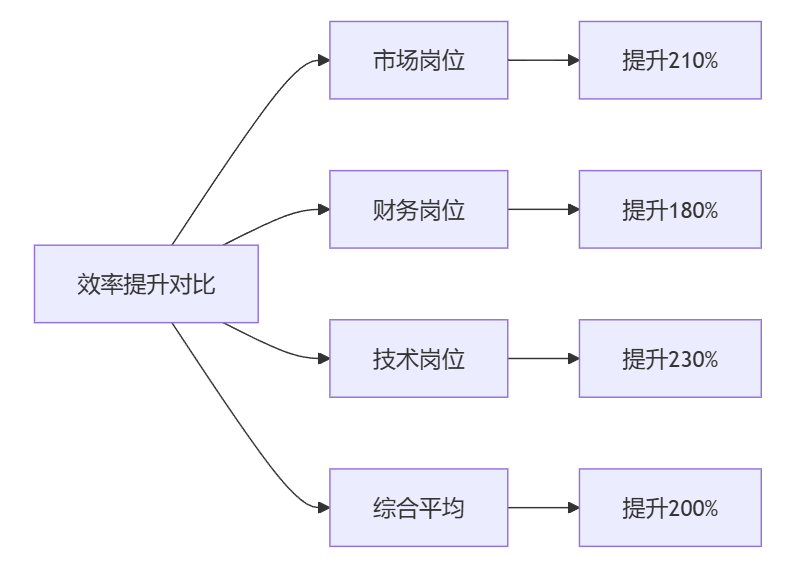 市场岗位
提升210%
财务岗位
提升180%
效率提升对比
技术岗位
提升230%
综合平均
提升200%